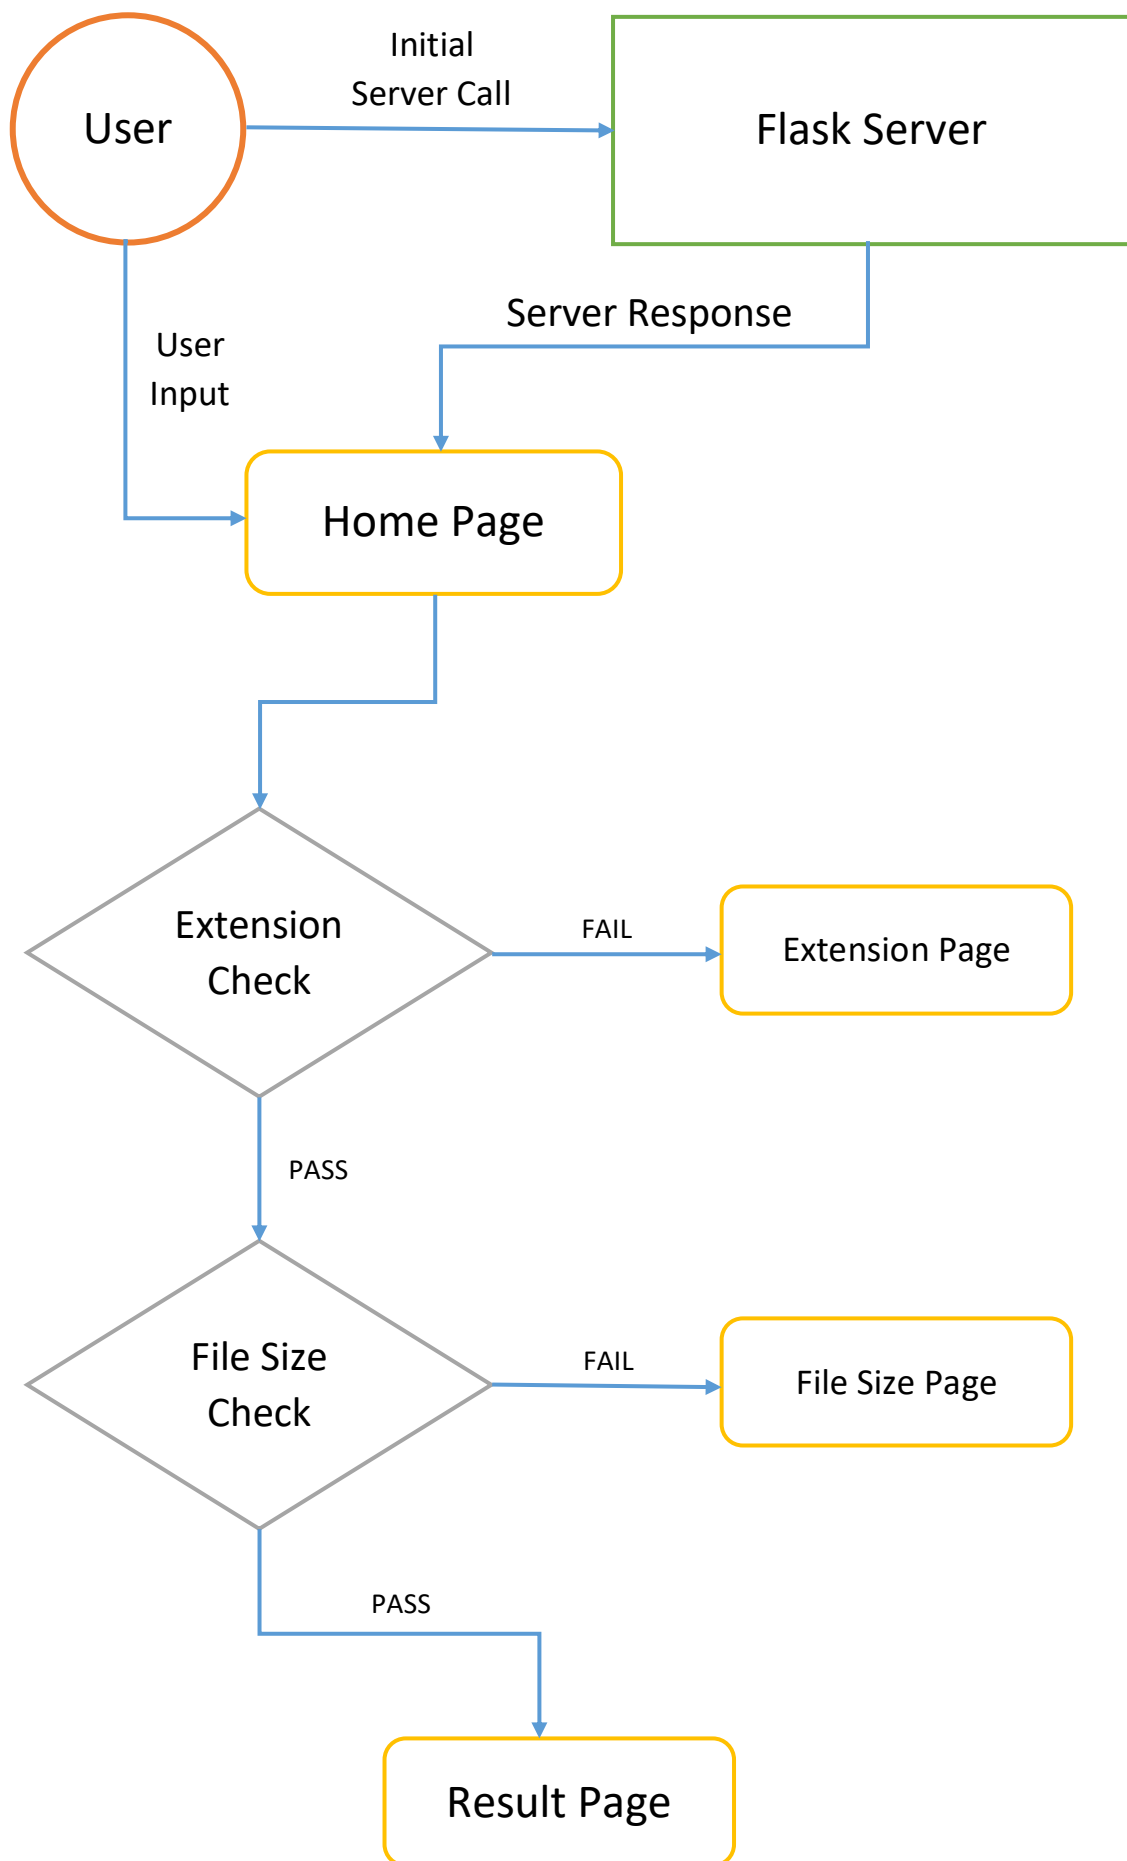 Initial
Server Call
User
Flask Server
Server Response
User
Input
Home Page
Extension
Check
FAIL
Extension Page
PASS
File Size
Check
FAIL
File Size Page
PASS
Result Page